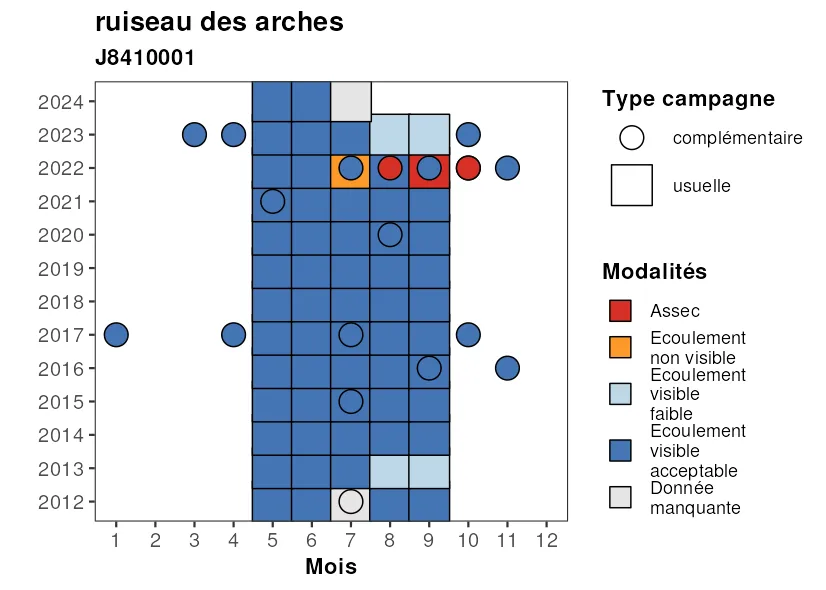 ruiseau des arches
J8410001
2024
2023
2022
2021
2020
2019
2018
2017
2016
2015
2014
2013
2012
1 2 3 4 5 6 7 8 9 10 11 12
Mois
Type campagne
complémentaire
usuelle
Modalités
Assec
Ecoulement
non visible
Ecoulement
visible
faible
Ecoulement
visible
acceptable
Donnée
manquante